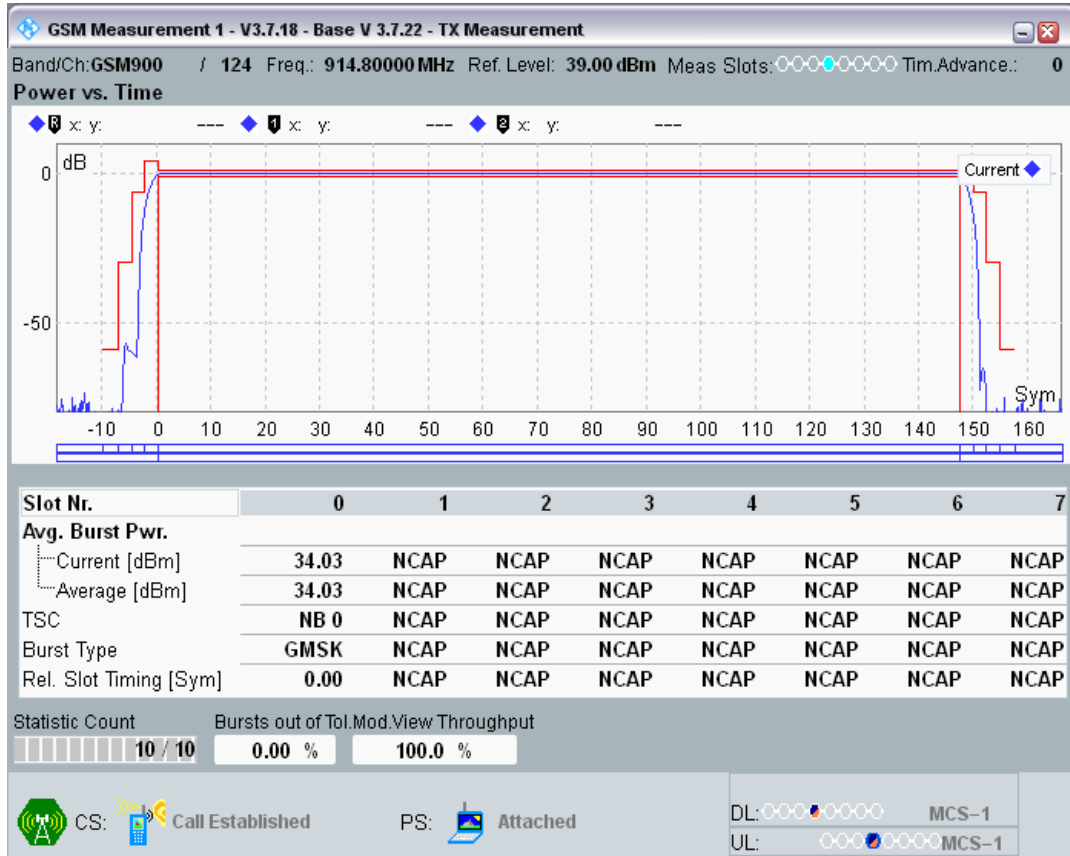 GSM Measurement 1 - V3.7.18 - Base V 3.7.22 - TX Measurement
Band/Ch:GSM900 / 124 Freq.: 914.80000 MHz Ref. Level: 39.00 dBm Meas Slots: Tim.Advance.: 0
Power vs. Time
R x: y: --- 1 x: y: --- 2 x: y: ---
dB
Current
0
-50
Sym
-10 0 10 20 30 40 50 60 70 80 90 100 110 120 130 140 150 160
Slot Nr. 0 1 2 3 4 5 6 7
Avg. Burst Pwr.
Current [dBm] 34.03 NCAP NCAP NCAP NCAP NCAP NCAP NCAP
Average [dBm] 34.03 NCAP NCAP NCAP NCAP NCAP NCAP NCAP
TSC NB 0 NCAP NCAP NCAP NCAP NCAP NCAP NCAP
Burst Type GMSK NCAP NCAP NCAP NCAP NCAP NCAP NCAP
Rel. Slot Timing [Sym] 0.00 NCAP NCAP NCAP NCAP NCAP NCAP NCAP
Statistic Count Bursts out of Tol. Mod.View Throughput
10 / 10 0.00 % 100.0 %
CS: Call Established PS: Attached
DL: MCS-1
UL: MCS-1